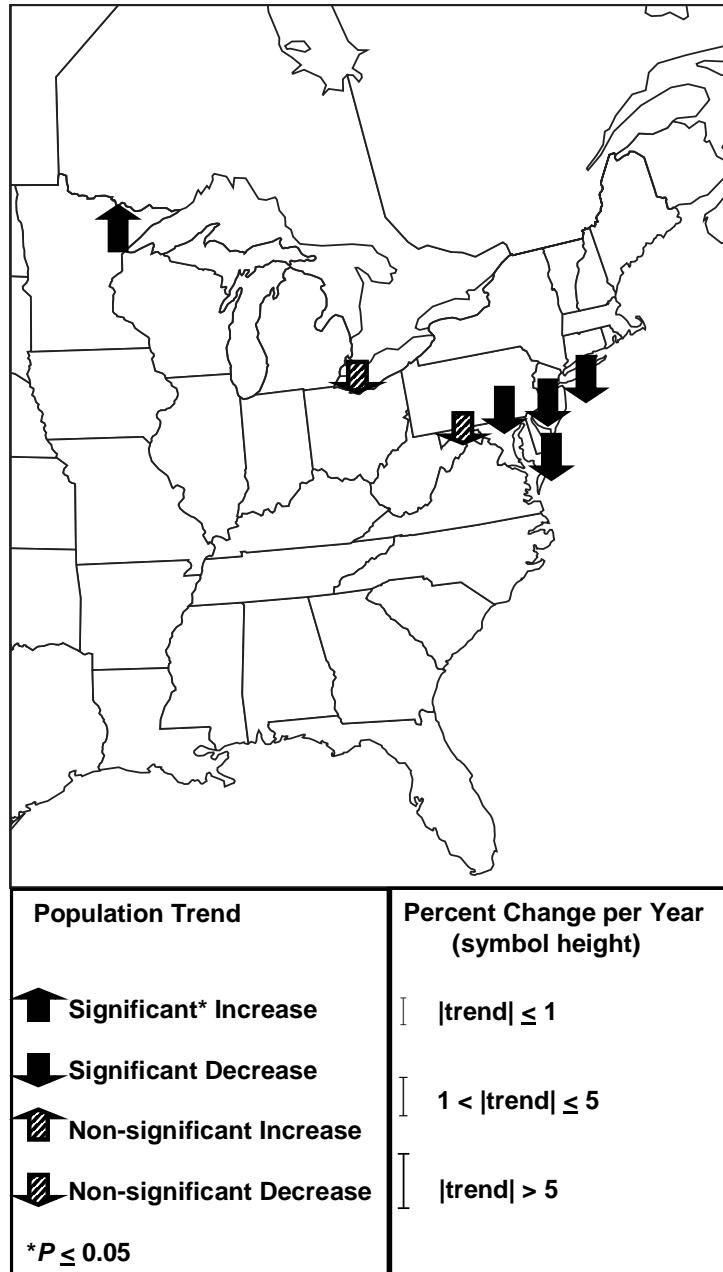 Population Trend
Significant* Increase
Significant Decrease
Non-significant Increase
Non-significant Decrease
*P ≤ 0.05
Percent Change per Year
(symbol height)
|trend| ≤ 1
1 < |trend| ≤ 5
|trend| > 5